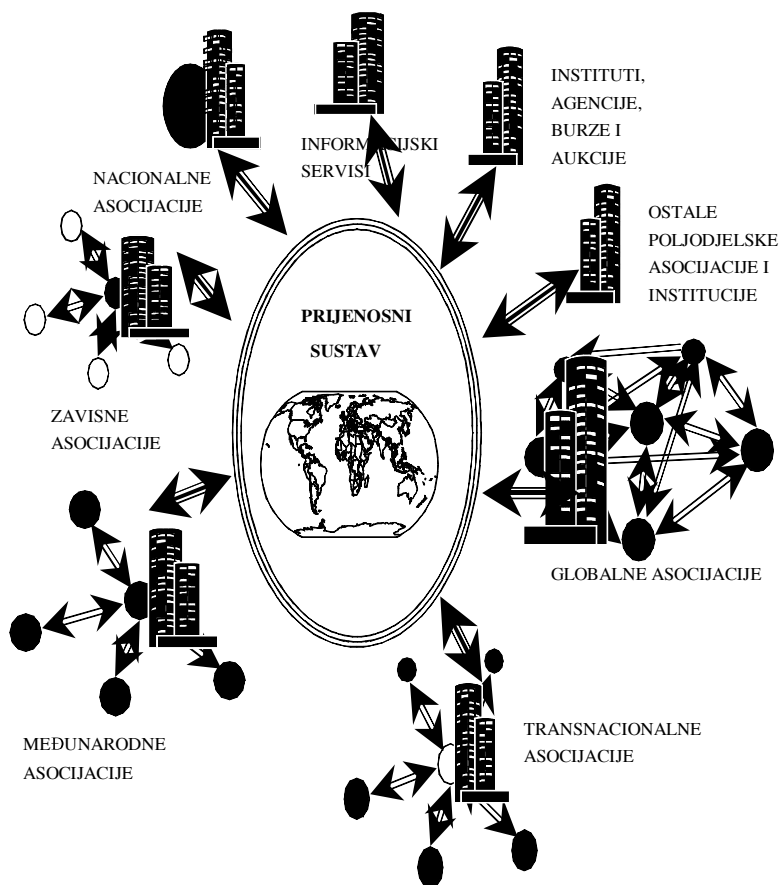 INSTITUTI,
AGENCIJE,
BURZE I
AUKCIJE
INFORMACIJSKI
SERVISI
NACIONALNE
ASOCIJACIJE
OSTALE
POLJODJELSKE
ASOCIJACIJE I
INSTITUCIJE
PRIJENOSNI
SUSTAV
ZAVISNE
ASOCIJACIJE
GLOBALNE ASOCIJACIJE
MEĐUNARODNE
ASOCIJACIJE
TRANSNACIONALNE
ASOCIJACIJE